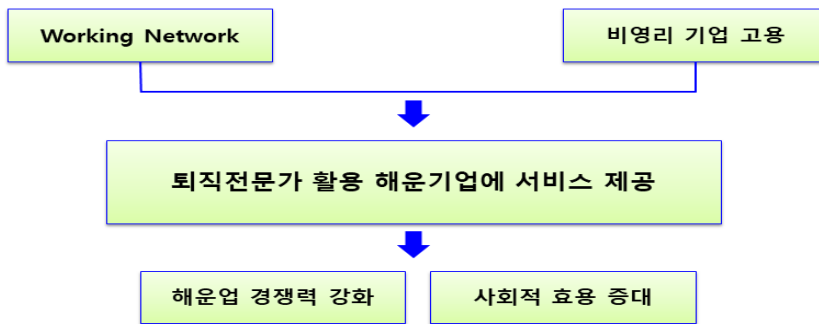 Working Network
비영리 기업 고용
퇴직전문가 활용 해운기업에 서비스 제공
해운업 경쟁력 강화
사회적 효용 증대